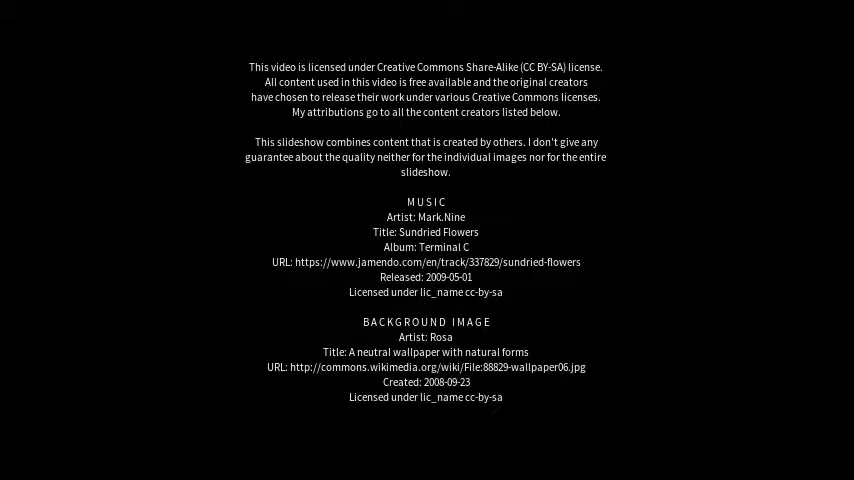 This video is licensed under Creative Commons Share-Alike (CC BY-SA) license.
All content used in this video is free available and the original creators
have chosen to release their work under various Creative Commons licenses.
My attributions go to all the content creators listed below.
This slideshow combines content that is created by others. I don't give any
guarantee about the quality neither for the individual images nor for the entire
slideshow.
MUSIC
Artist: Mark.Nine
Title: Sundried Flowers
Album: Terminal C
URL: https://www.jamendo.com/en/track/337829/sundried-flowers
Released: 2009-05-01
Licensed under lic_name cc-by-sa
BACKGROUND IMAGE
Artist: Rosa
Title: A neutral wallpaper with natural forms
URL: http://commons.wikimedia.org/wiki/File:88829-wallpaper06.jpg
Created: 2008-09-23
Licensed under lic_name cc-by-sa